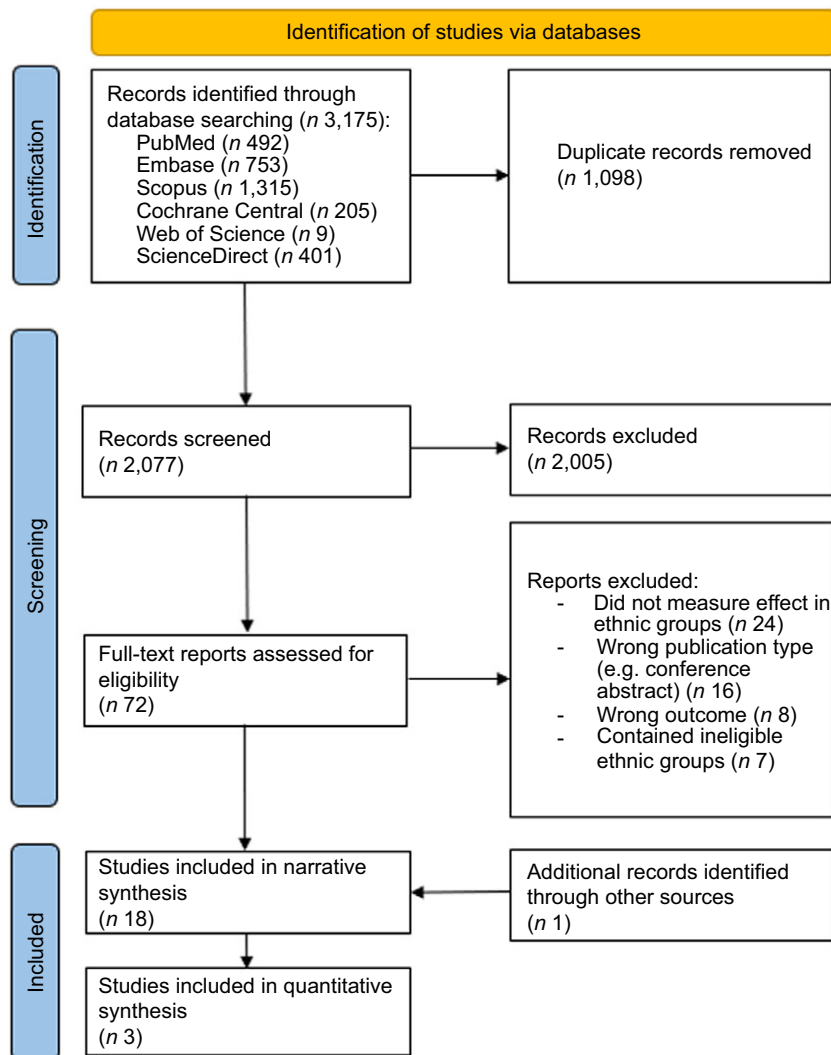 Identification of studies via databases
Identification
Records identified through
database searching (n 3,175):
PubMed (n 492)
Embase (n 753)
Scopus (n 1,315)
Cochrane Central (n 205)
Web of Science (n 9)
ScienceDirect (n 401)
Duplicate records removed
(n 1,098)
Screening
Records screened
(n 2,077)
Records excluded
(n 2,005)
Full-text reports assessed for
eligibility
(n 72)
Reports excluded:
- Did not measure effect in
ethnic groups (n 24)
- Wrong publication type
(e.g. conference
abstract) (n 16)
- Wrong outcome (n 8)
- Contained ineligible
ethnic groups (n 7)
Included
Studies included in narrative
synthesis
(n 18)
Additional records identified
through other sources
(n 1)
Studies included in quantitative
synthesis
(n 3)